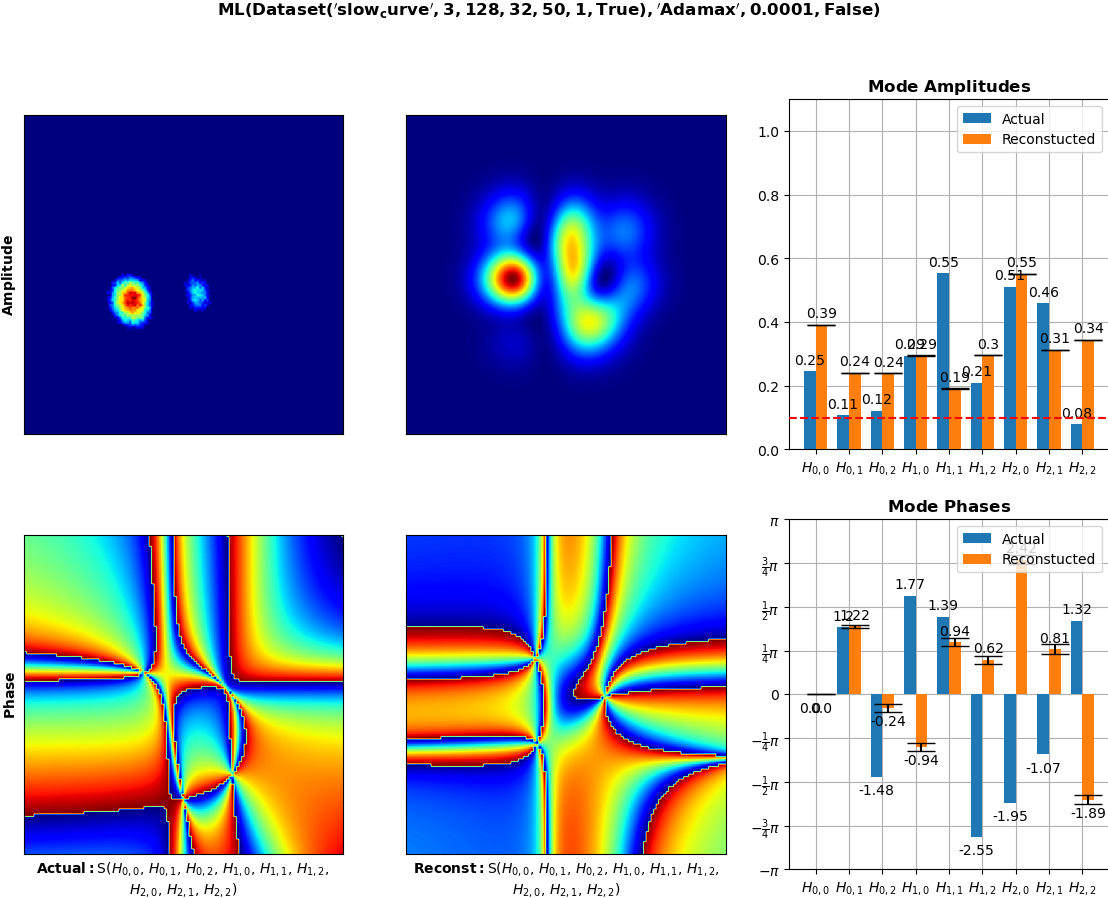 ML(Dataset('slow_curve', 3, 128, 32, 50, 1, True), 'Adamax', 0.0001, False)
Mode Amplitudes
Amplitude
1.0
0.8
0.6
0.4
0.2
0.0
Actual
Reconstucted
0.25
0.39
0.11
0.24
0.12
0.24
0.29
0.29
0.55
0.19
0.21
0.3
0.51
0.55
0.46
0.31
0.08
0.34
H0,0 H0,1 H0,2 H1,0 H1,1 H1,2 H2,0 H2,1 H2,2
Mode Phases
Phase
π
3/4π
1/2π
1/4π
0
−1/4π
−1/2π
−3/4π
−π
Actual
Reconstucted
0.0
0.0
1.2
1.22
-1.48
-0.24
1.77
-0.94
1.39
0.94
-2.55
0.62
-1.95
2.42
-1.07
0.81
1.32
-1.89
H0,0 H0,1 H0,2 H1,0 H1,1 H1,2 H2,0 H2,1 H2,2
Actual: S(H0,0, H0,1, H0,2, H1,0, H1,1, H1,2,
H2,0, H2,1, H2,2)
Reconst: S(H0,0, H0,1, H0,2, H1,0, H1,1, H1,2,
H2,0, H2,1, H2,2)